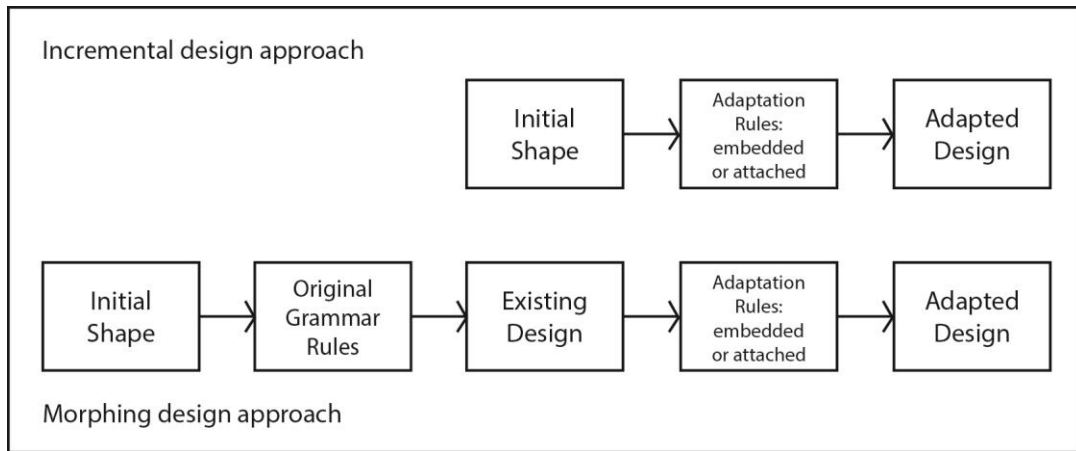 Incremental design approach
Initial
Shape
Adaptation
Rules:
embedded
or attached
Adapted
Design
Initial
Shape
Original
Grammar
Rules
Existing
Design
Adaptation
Rules:
embedded
or attached
Adapted
Design
Morphing design approach